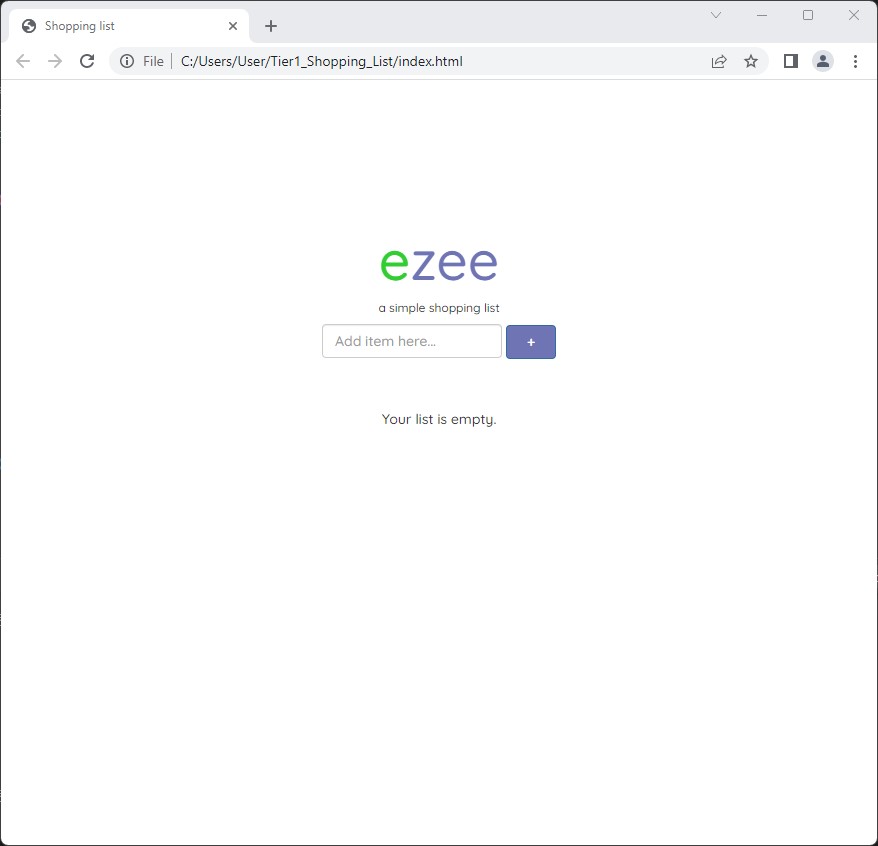 Shopping list
File C:/Users/User/Tier1_Shopping_List/index.html
ezee
a simple shopping list
Add item here... +
Your list is empty.